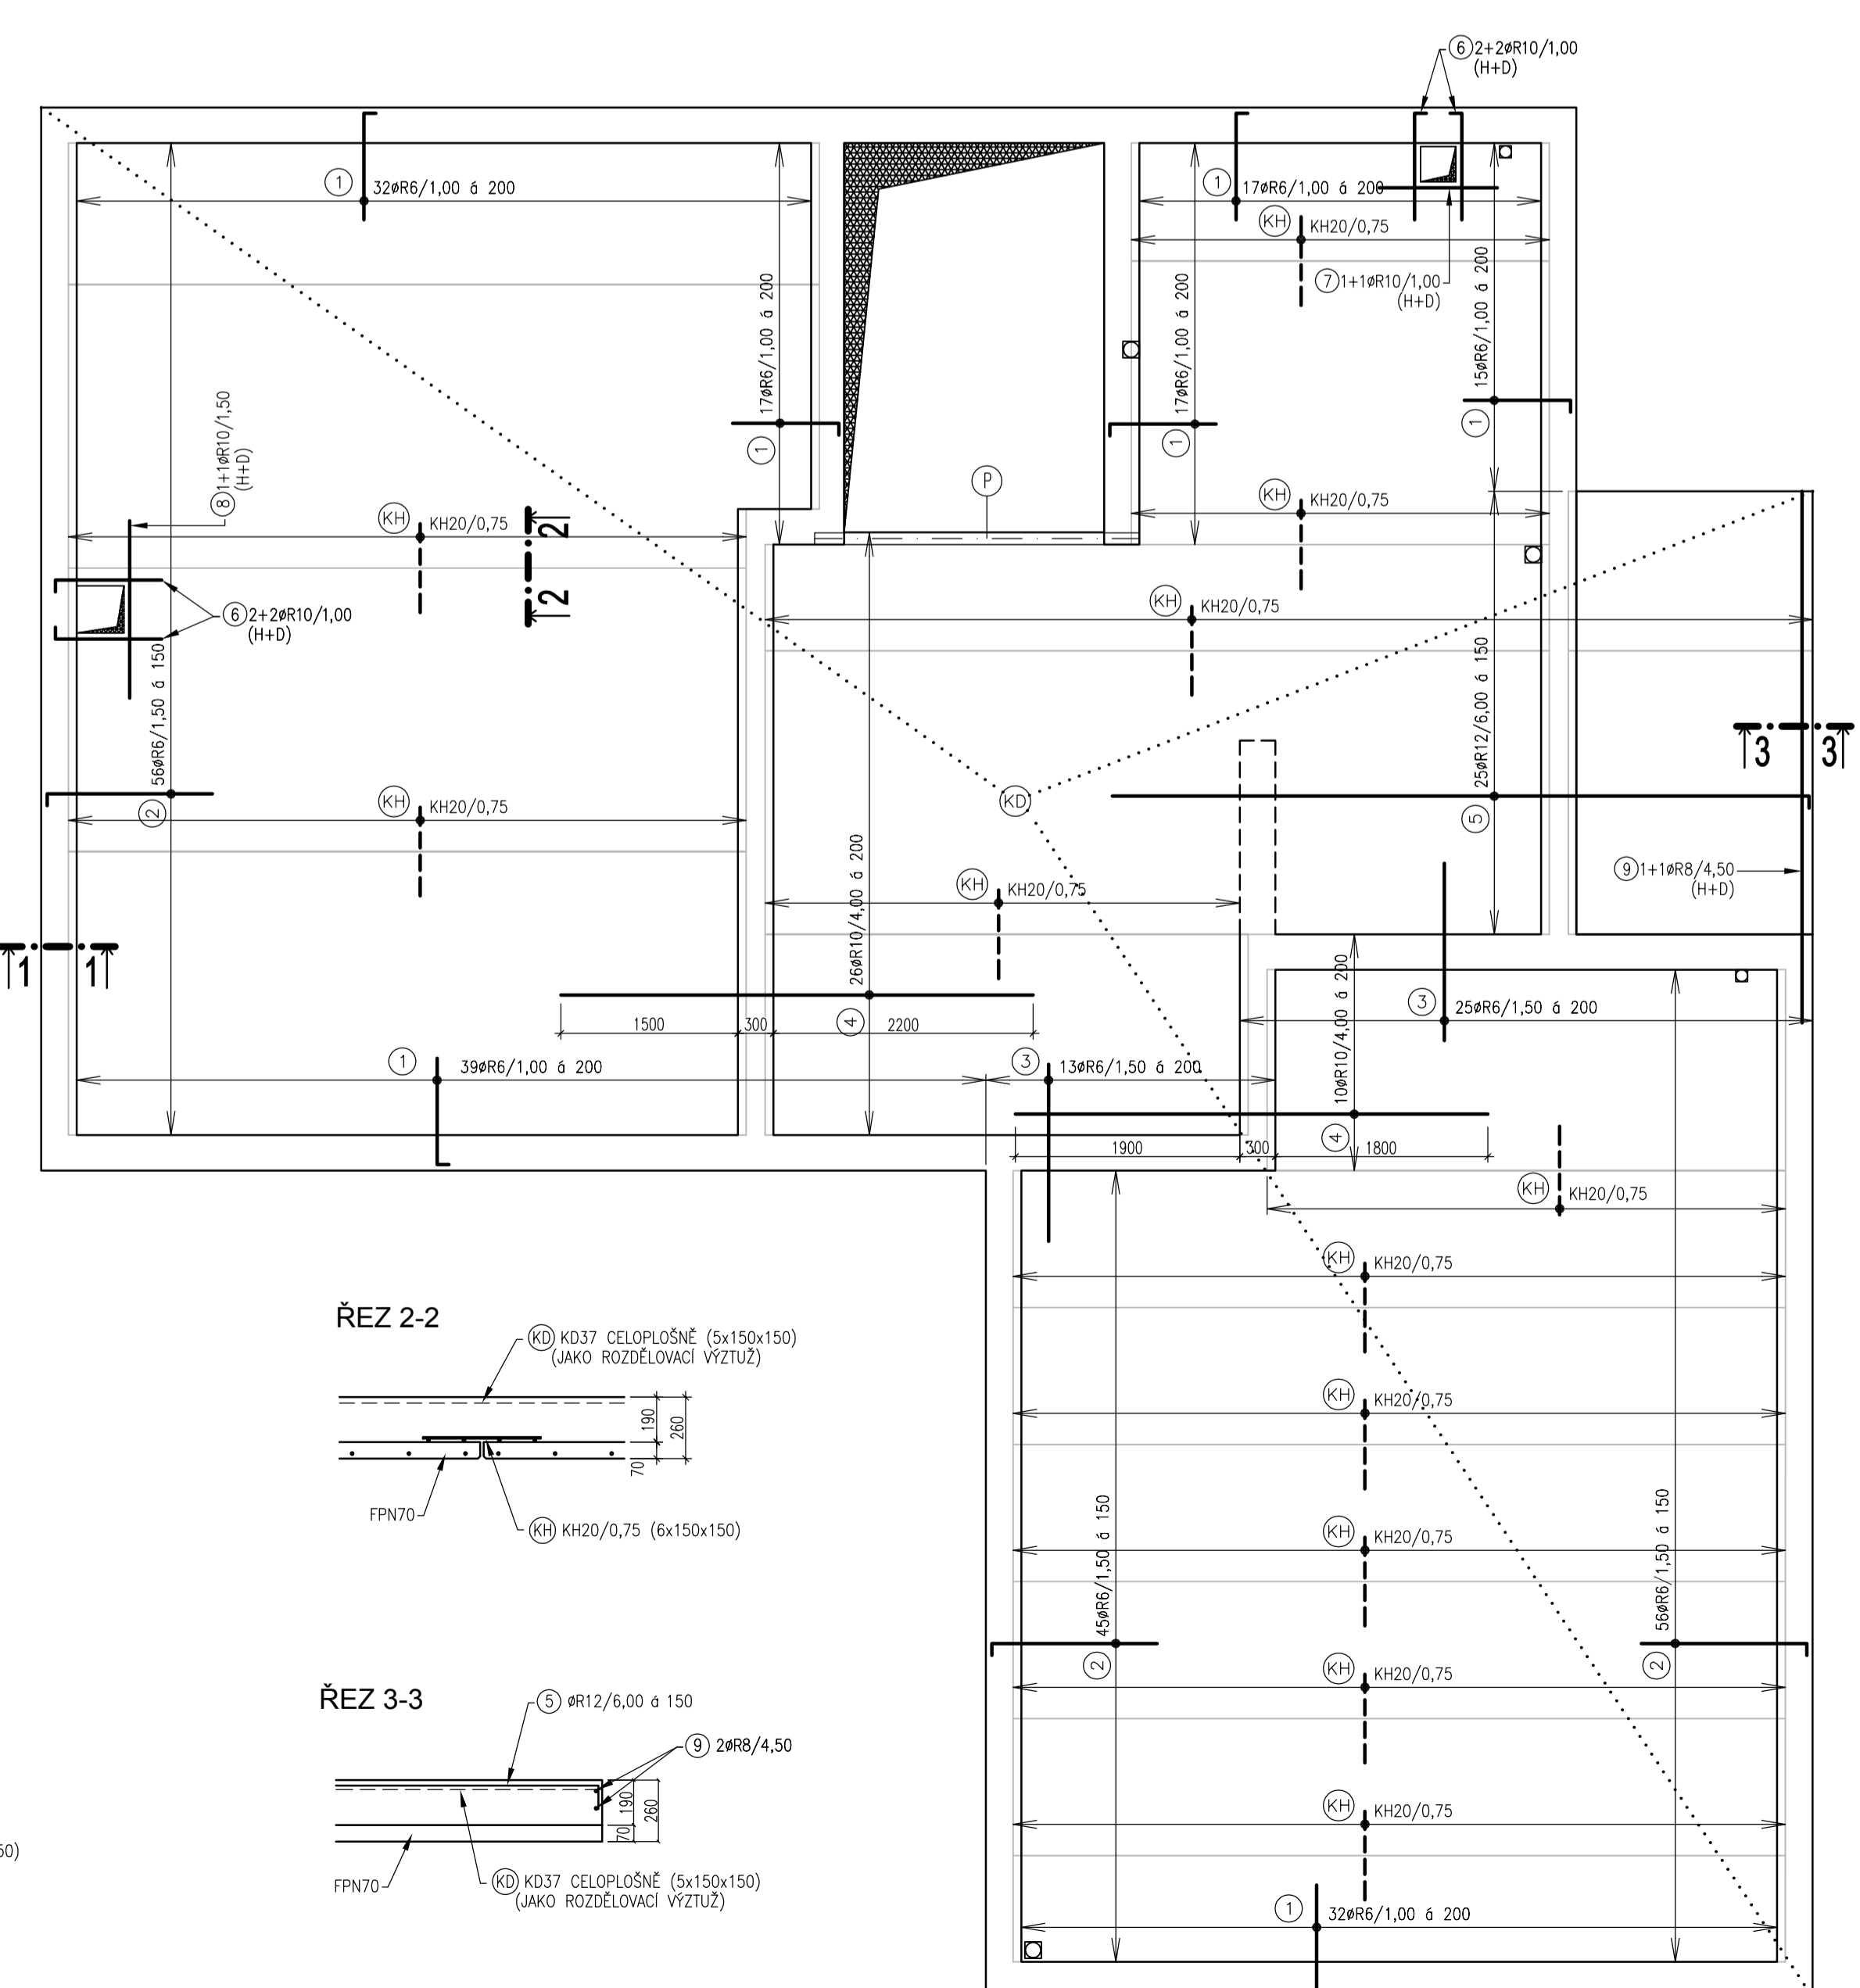 6 2+2øR10/1,00
(H+D)
1 32øR6/1,00 á 200
1 17øR6/1,00 á 200
KH KH20/0,75
7 1+1øR10/1,00
(H+D)
17øR6/1,00 á 200
1
17øR6/1,00 á 200
1
15øR6/1,00 á 200
1
8 1+1øR10/1,50
(H+D)
P
KH KH20/0,75
KH KH20/0,75
2
2
6 2+2øR10/1,00
(H+D)
KH KH20/0,75
56øR6/1,50 á 150
2
25øR12/6,00 á 150
5
3 3
KH KH20/0,75
KD
9 1+1øR8/4,50
(H+D)
KH KH20/0,75
26øR10/4,00 á 200
4
1 1
1500 300 2200
3 25øR6/1,50 á 200
10øR10/4,00 á 200
4
1 39øR6/1,00 á 200
3 13øR6/1,50 á 200
1900 300 1800
KH KH20/0,75
KH KH20/0,75
KH KH20/0,75
KH KH20/0,75
KH KH20/0,75
KH KH20/0,75
45øR6/1,50 á 150
2
56øR6/1,50 á 150
2
1 32øR6/1,00 á 200
ŘEZ 2-2
KD KD37 CELOPLOŠNĚ (5x150x150)
(JAKO ROZDĚLOVACÍ VÝZTUŽ)
190
260
70
FPN70
KH KH20/0,75 (6x150x150)
ŘEZ 3-3
5 øR12/6,00 á 150
9 2øR8/4,50
190
260
70
FPN70
KD KD37 CELOPLOŠNĚ (5x150x150)
(JAKO ROZDĚLOVACÍ VÝZTUŽ)